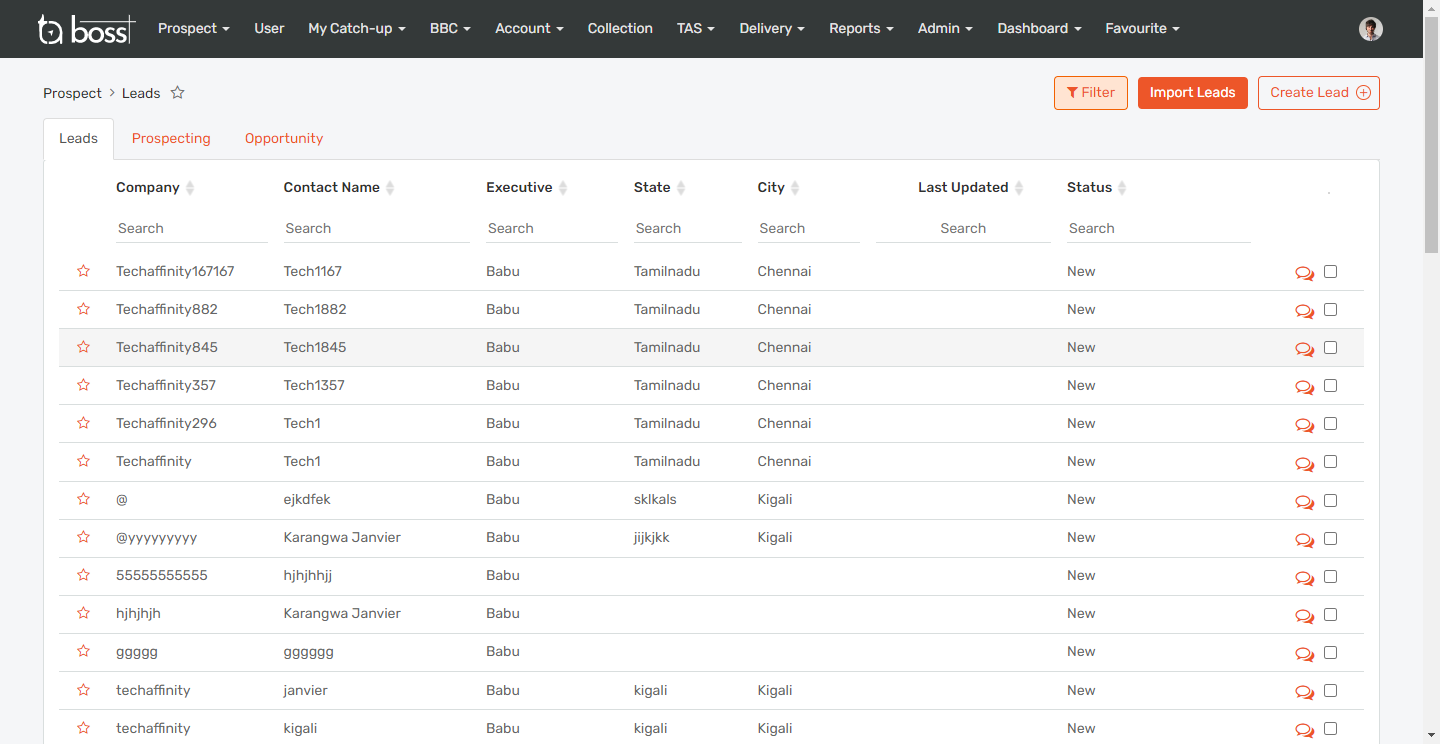 ta boss Prospect User My Catch-up BBC Account Collection TAS Delivery Reports Admin Dashboard Favourite
Prospect > Leads Filter Import Leads Create Lead
Leads Prospecting Opportunity
Company Contact Name Executive State City Last Updated Status .
Search Search Search Search Search Search Search
Techaffinity167167 Tech1167 Babu Tamilnadu Chennai New
Techaffinity882 Tech1882 Babu Tamilnadu Chennai New
Techaffinity845 Tech1845 Babu Tamilnadu Chennai New
Techaffinity357 Tech1357 Babu Tamilnadu Chennai New
Techaffinity296 Tech1 Babu Tamilnadu Chennai New
Techaffinity Tech1 Babu Tamilnadu Chennai New
@ ejkdfek Babu sklkals Kigali New
@yyyyyyyyy Karangwa Janvier Babu jijkjkk Kigali New
55555555555 hjhjhhjj Babu New
hjhjhjh Karangwa Janvier Babu New
ggggg gggggg Babu New
techaffinity janvier Babu kigali Kigali New
techaffinity kigali Babu kigali Kigali New